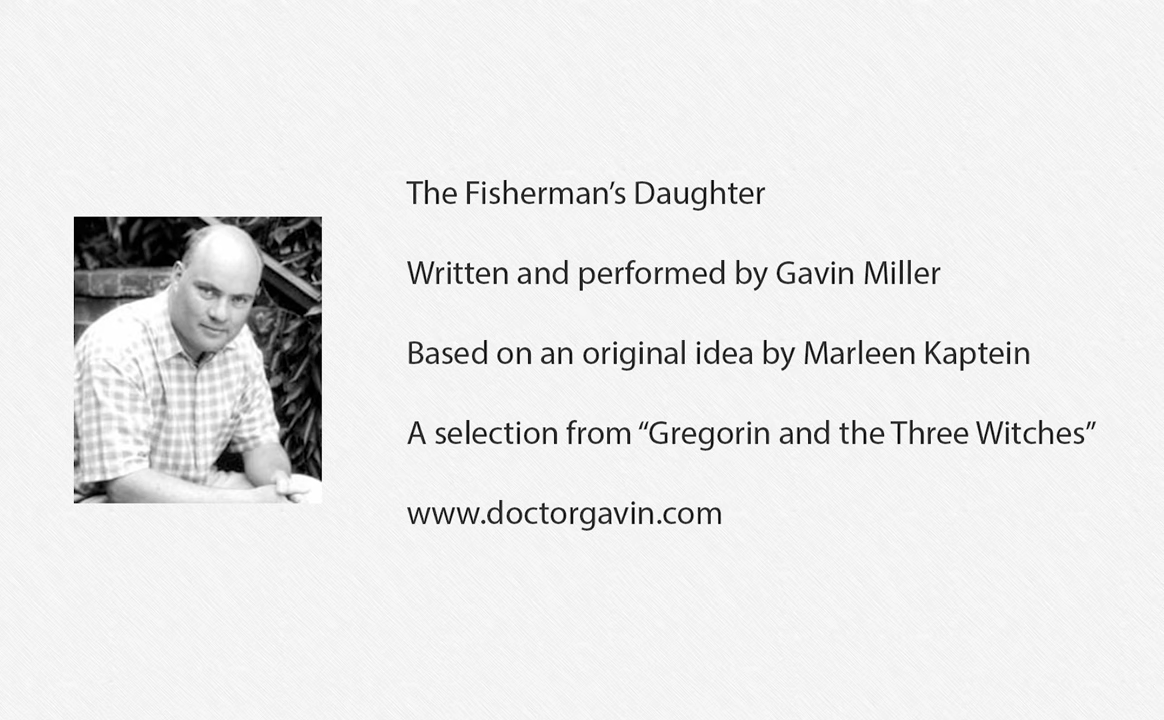 The Fisherman’s Daughter
Written and performed by Gavin Miller
Based on an original idea by Marleen Kaptein
A selection from “Gregorin and the Three Witches”
www.doctorgavin.com